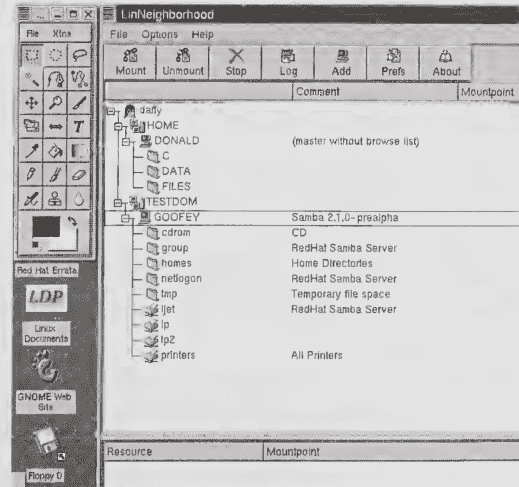 LinNeighborhood
File Xtns
File Options Help
Mount Unmount Stop Log Add Prefs About
Comment Mountpoint
daffy
HOME
DONALD (master without browse list)
C
DATA
FILES
TESTDOM
GOOFEY Samba 2.1.0-prealpha
cdrom CD
group RedHat Samba Server
homes Home Directories
netlogon RedHat Samba Server
tmp Temporary file space
ljet RedHat Samba Server
lp
lp2
printers All Printers
Resource Mountpoint
Red Hat Errata
LDP
Linux
Documents
GNOME Web
Site
Floppy 0